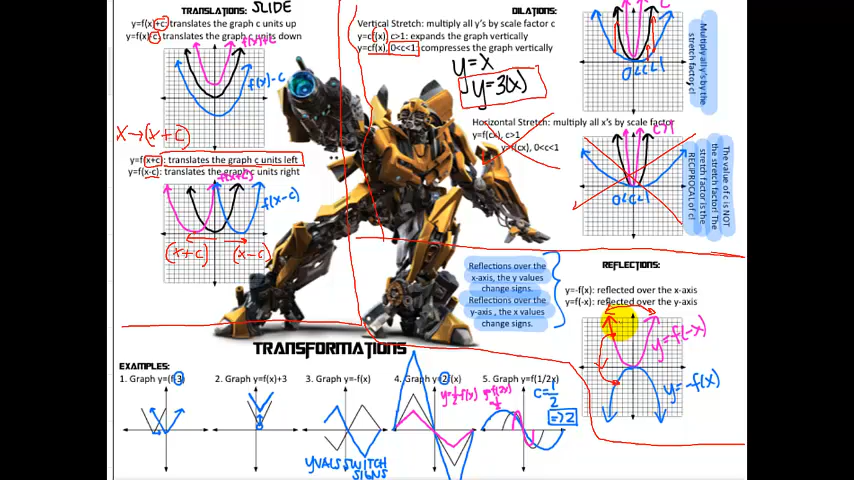 TRANSLATIONS: SLIDE
y=f(x)+c: translates the graph c units up
y=f(x)-c: translates the graph c units down
f(x)+c
f(x)-c
x→(x+c)
y=f(x+c): translates the graph c units left
y=f(x-c): translates the graph c units right
f(x+c)
f(x-c)
(x+c)
(x-c)
DILATIONS:
Vertical Stretch: multiply all y's by scale factor c
y=cf(x), c>1: expands the graph vertically
y=cf(x), 0<c<1: compresses the graph vertically
y=x
y=3(x)
0<c<1
Multiply all y's by the
stretch factor, c!
Horizontal Stretch: multiply all x's by scale factor
y=f(cx), c>1
y=f(cx), 0<c<1
c>1
0<c<1
The value of c is NOT
the stretch factor! The
stretch factor is the
RECIPROCAL of c!
Reflections over the
x-axis, the y values
change signs.
Reflections over the
y-axis, the x values
change signs.
REFLECTIONS:
y=-f(x): reflected over the x-axis
y=f(-x): reflected over the y-axis
y=f(-x)
y=-f(x)
TRANSFORMATIONS
EXAMPLES:
1. Graph y=(f-3)
2. Graph y=f(x)+3
3. Graph y=-f(x)
4. Graph y=2f(x)
5. Graph y=f(1/2x)
y=1/2 f(x)
y=f(2x)
c=1/2
=>2
YVALS SWITCH
SIGNS